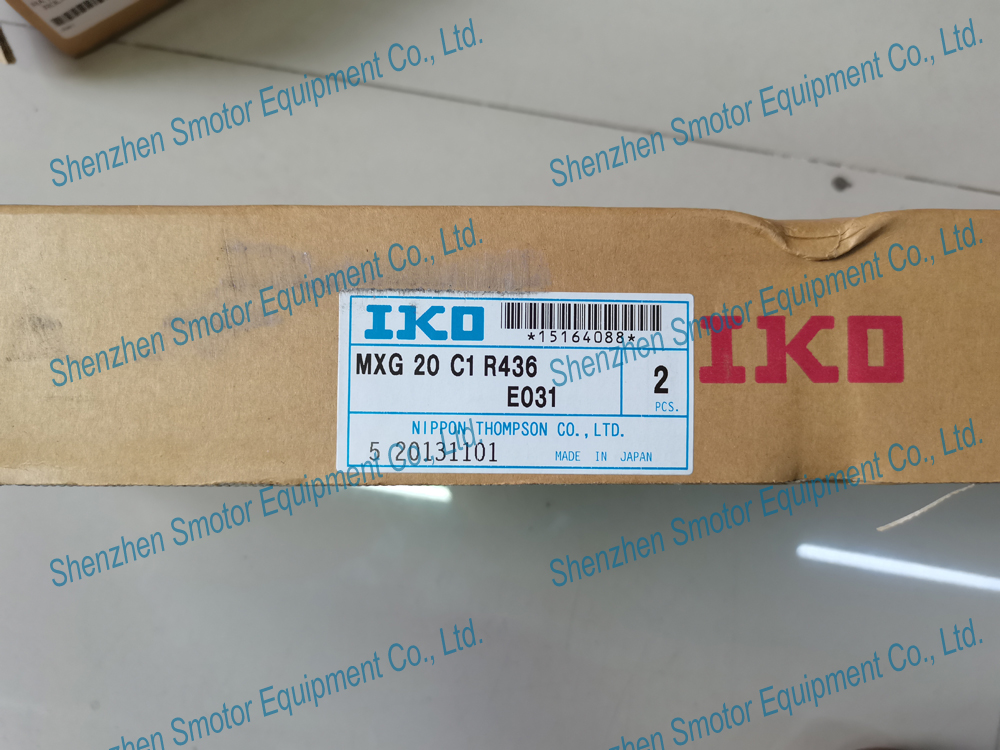 Shenzhen Smotor Equipment Co., Ltd.
Shenzhen Smotor Equipment Co., Ltd.
Shenzhen Smotor Equipment Co., Ltd.
Shenzhen Smotor Equipment Co., Ltd.
IKO
*15164088*
IKO
MXG 20 C1 R436
E031
2
PCS.
NIPPON THOMPSON CO.,LTD.
5 20131101
MADE IN JAPAN
Shenzhen Smotor Equipment Co., Ltd.
Shenzhen Smotor Equipment Co., Ltd.
Shenzhen Smotor Equipment Co., Ltd.
Shenzhen Smotor Equipment Co., Ltd.